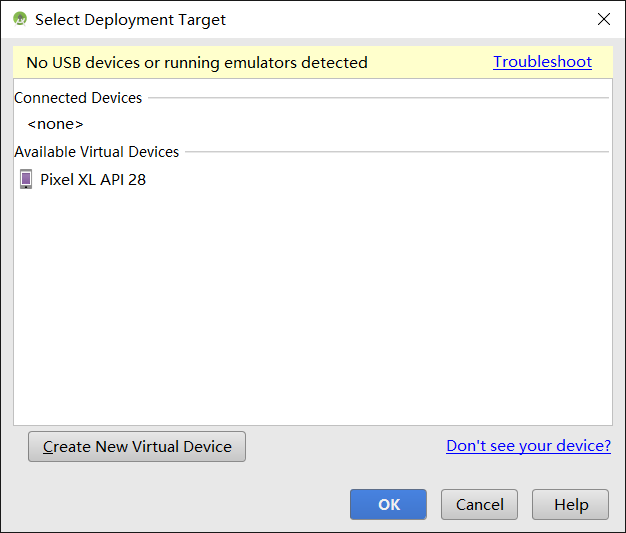 Select Deployment Target
No USB devices or running emulators detected Troubleshoot
Connected Devices
<none>
Available Virtual Devices
Pixel XL API 28
Create New Virtual Device Don't see your device?
OK Cancel Help